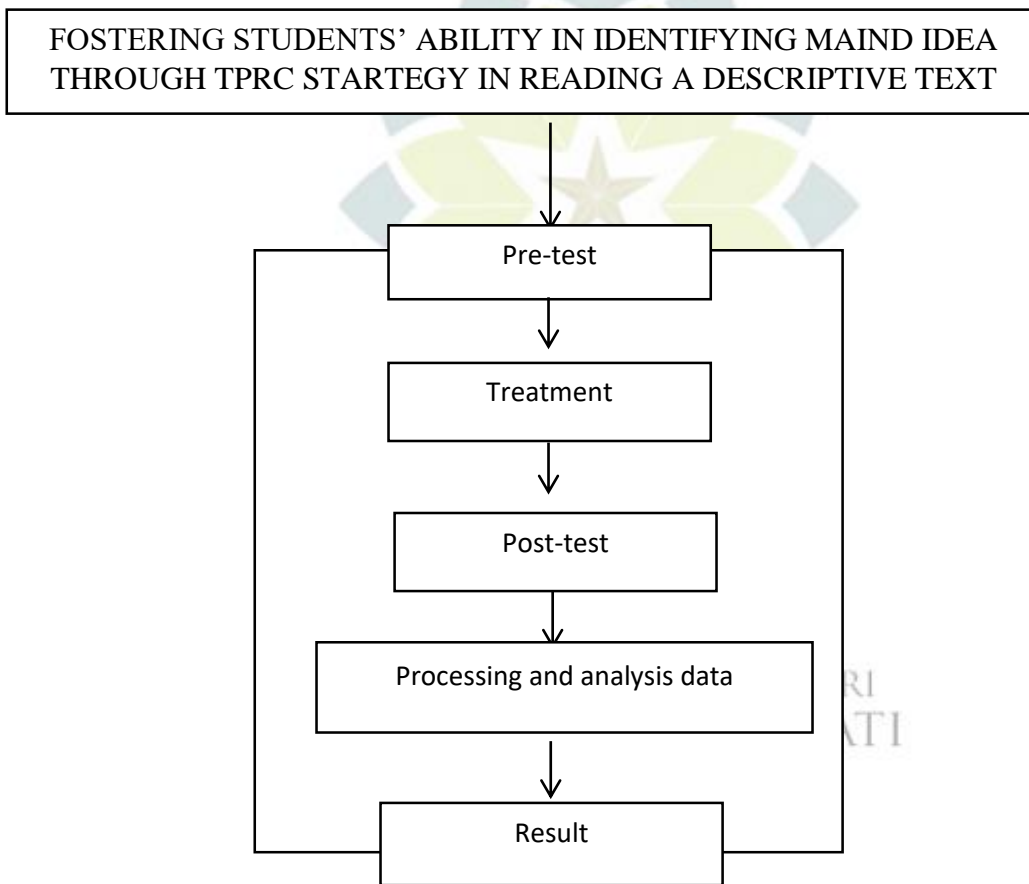 FOSTERING STUDENTS’ ABILITY IN IDENTIFYING MAIND IDEA
THROUGH TPRC STARTEGY IN READING A DESCRIPTIVE TEXT
Pre-test
Treatment
Post-test
Processing and analysis data
Result